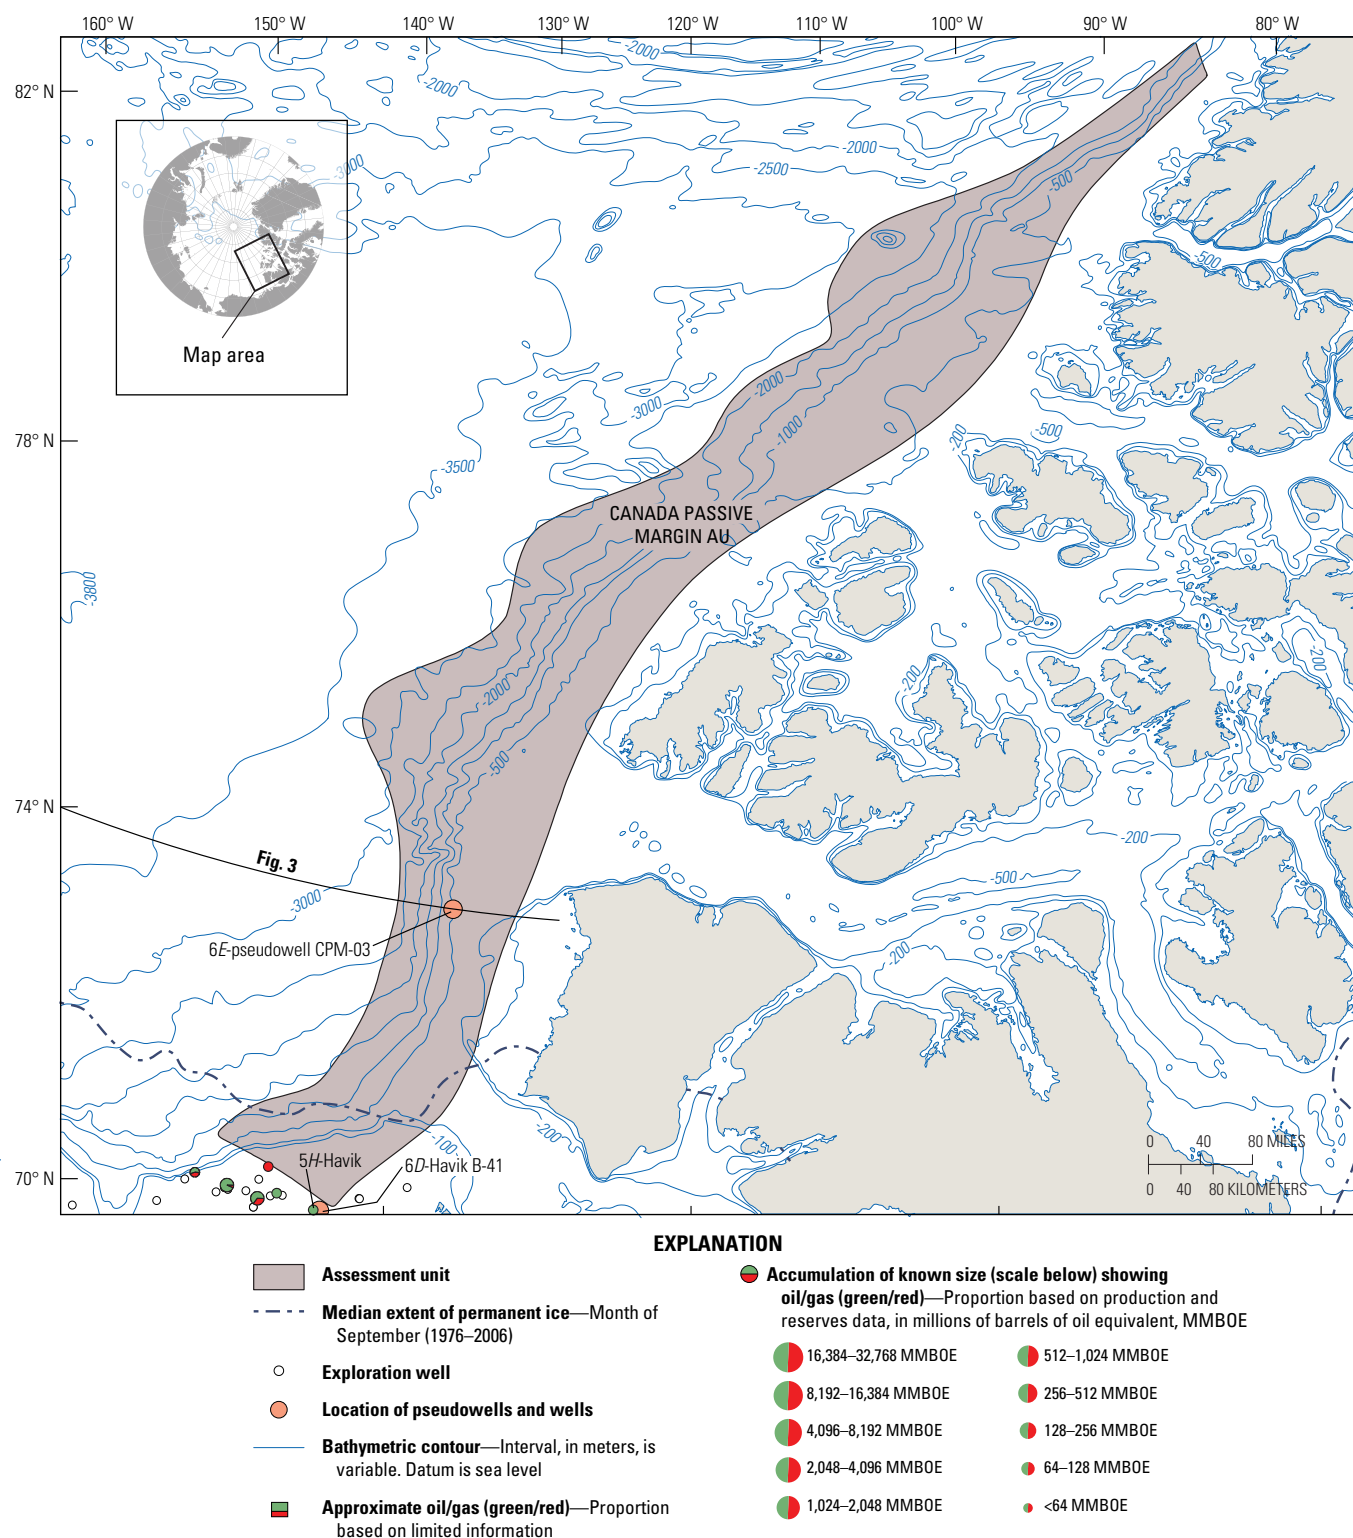 160° W 150° W 140° W 130° W 120° W 110° W 100° W 90° W 80° W
82° N
78° N
74° N
70° N
Map area
-2000
-2000
-3000
-2000
-2500
-500
-500
-2000
-3000
-1000
-200
-500
-3500
CANADA PASSIVE
MARGIN AU
-3800
-200
-200
-2000
-500
-200
Fig. 3
-500
-3000
6E-pseudowell CPM-03
-200
-100
-200
5H-Havik
6D-Havik B-41
0 40 80 MILES
0 40 80 KILOMETERS
EXPLANATION
Assessment unit
Median extent of permanent ice—Month of
September (1976–2006)
Exploration well
Location of pseudowells and wells
Bathymetric contour—Interval, in meters, is
variable. Datum is sea level
Approximate oil/gas (green/red)—Proportion
based on limited information
Accumulation of known size (scale below) showing
oil/gas (green/red)—Proportion based on production and
reserves data, in millions of barrels of oil equivalent, MMBOE
16,384–32,768 MMBOE
8,192–16,384 MMBOE
4,096–8,192 MMBOE
2,048–4,096 MMBOE
1,024–2,048 MMBOE
512–1,024 MMBOE
256–512 MMBOE
128–256 MMBOE
64–128 MMBOE
<64 MMBOE